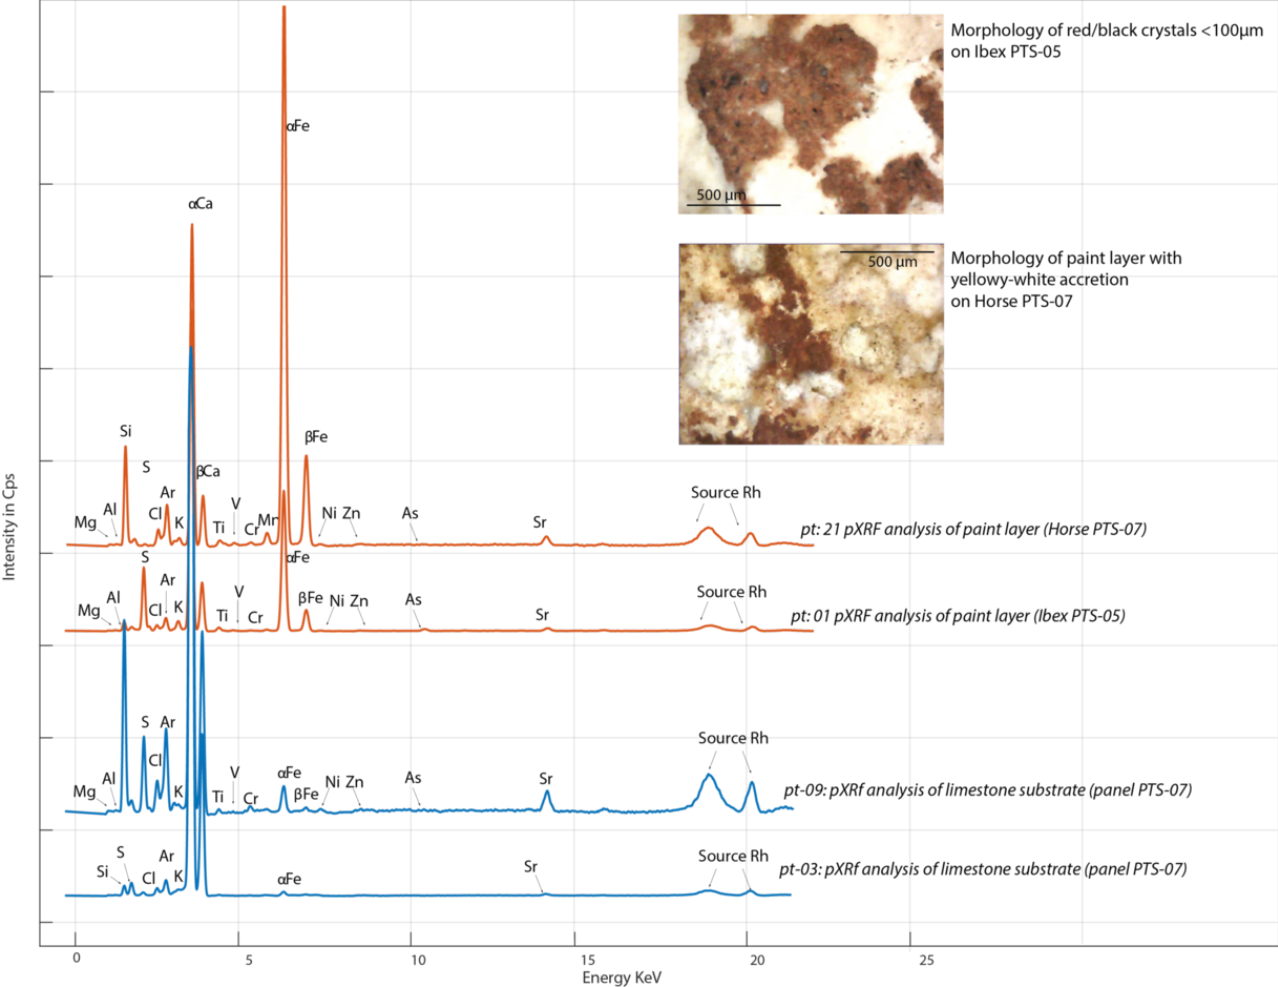 Morphology of red/black crystals <100µm
on Ibex PTS-05
500 µm
Morphology of paint layer with
yellowy-white accretion
on Horse PTS-07
500 µm
Intensity in Cps
αFe
αCa
Si
S
βFe
Ar
βCa
Mg
Al
Cl
K
Ti
V
Cr
Mn
Ni
Zn
As
Sr
Source Rh
pt: 21 pXRF analysis of paint layer (Horse PTS-07)
S
αFe
Mg
Al
Ar
Cl
K
Ti
V
Cr
βFe
Ni
Zn
As
Sr
Source Rh
pt: 01 pXRF analysis of paint layer (Ibex PTS-05)
Mg
Al
S
Ar
Cl
K
Ti
V
Cr
αFe
βFe
Ni
Zn
As
Sr
Source Rh
pt-09: pXRf analysis of limestone substrate (panel PTS-07)
Si
S
Cl
Ar
K
αFe
Sr
Source Rh
pt-03: pXRf analysis of limestone substrate (panel PTS-07)
0 5 10 15 20 25
Energy KeV